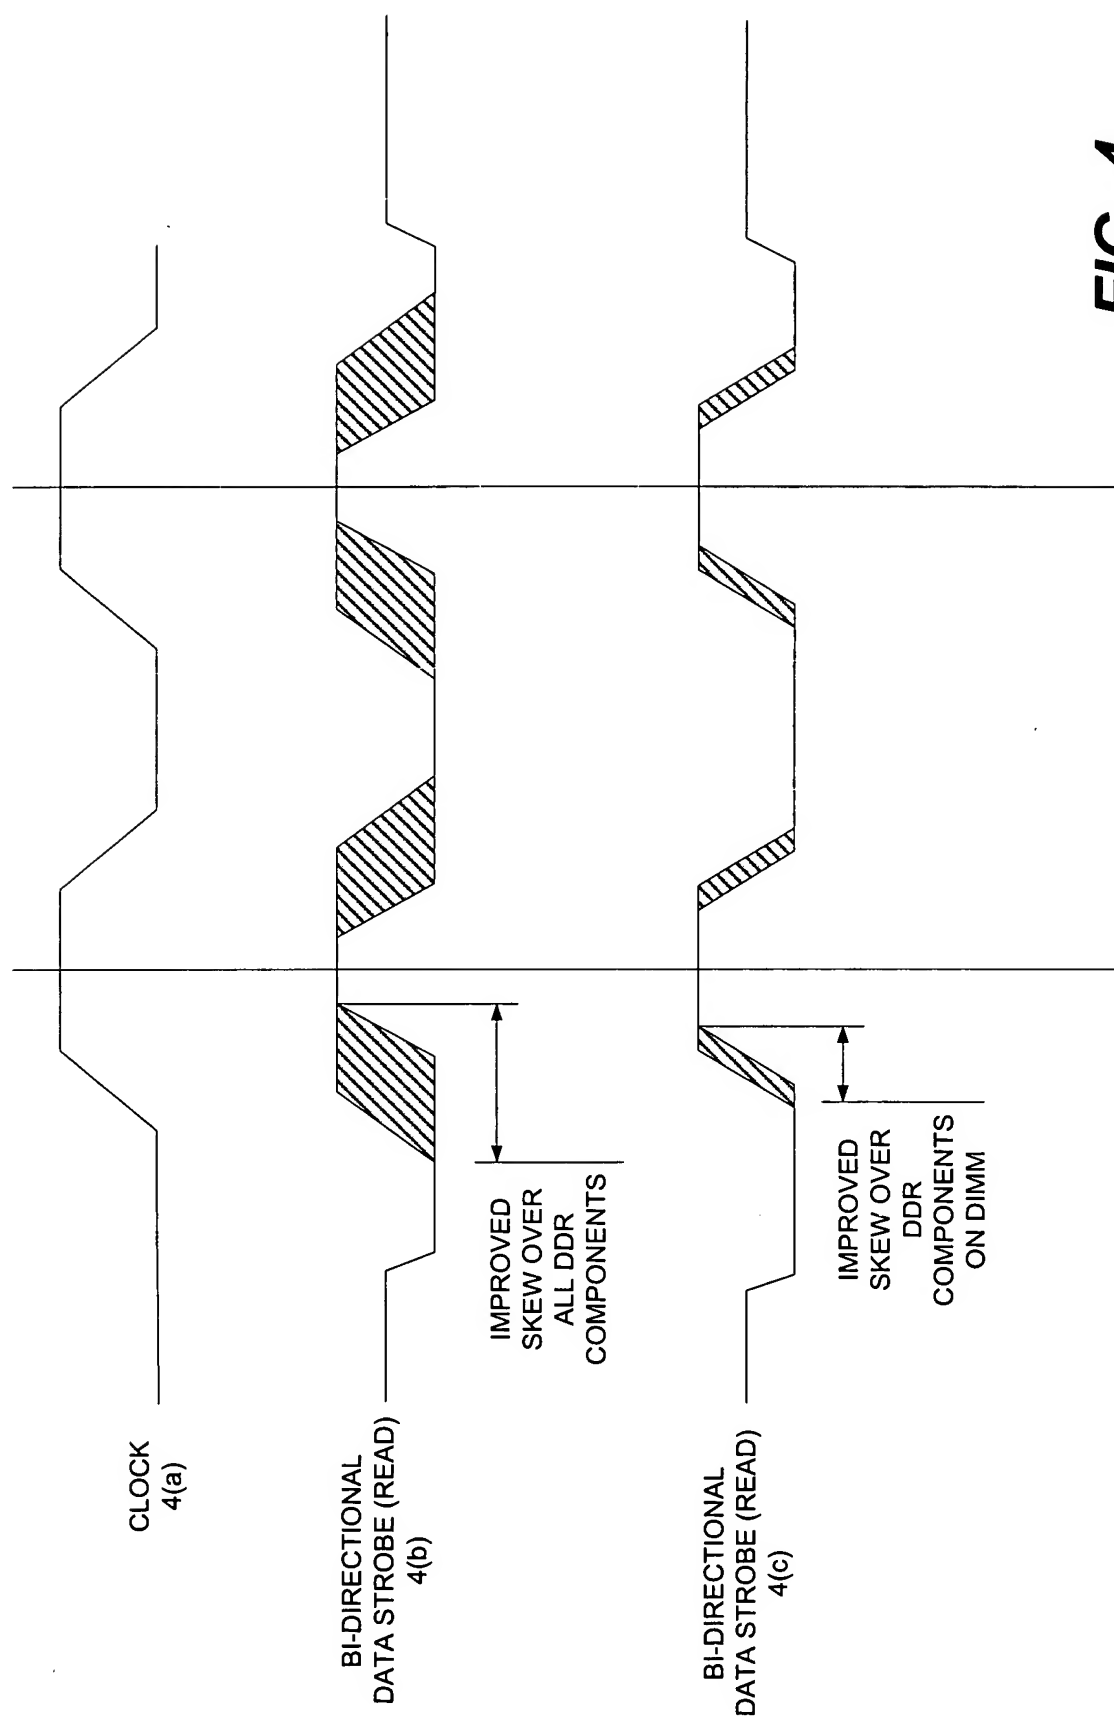 CLOCK
4(a)
BI-DIRECTIONAL
DATA STROBE (READ)
4(b)
IMPROVED
SKEW OVER
ALL DDR
COMPONENTS
BI-DIRECTIONAL
DATA STROBE (READ)
4(c)
IMPROVED
SKEW OVER
DDR
COMPONENTS
ON DIMM
FIG. 4